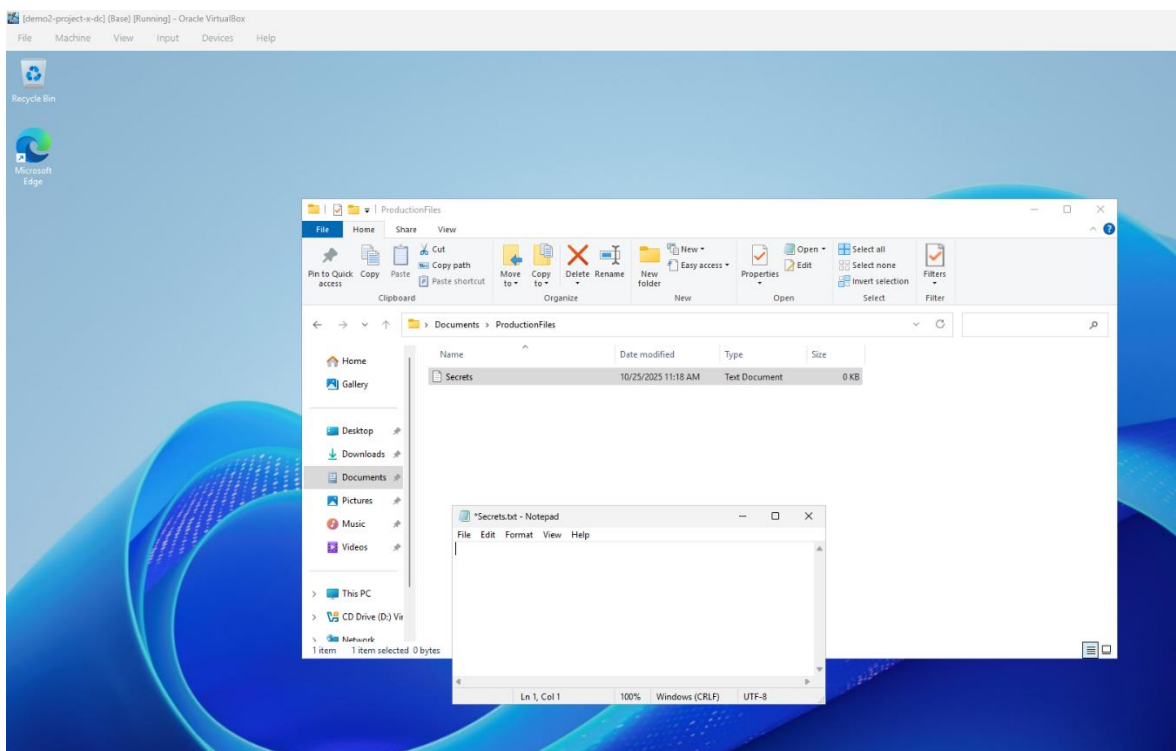 [demo2-project-x-dc] (Base) [Running] - Oracle VirtualBox
File Machine View Input Devices Help
Recycle Bin
Microsoft
Edge
ProductionFiles
File Home Share View
Pin to Quick
access
Copy
Paste
Cut
Copy path
Paste shortcut
Move
to
Copy
to
Delete
Rename
New
folder
New
Easy access
Properties
Open
Edit
Select all
Select none
Invert selection
Filters
Clipboard Organize New Open Select Filter
Documents > ProductionFiles
Name Date modified Type Size
Secrets 10/25/2025 11:18 AM Text Document 0 KB
Home
Gallery
Desktop
Downloads
Documents
Pictures
Music
Videos
This PC
CD Drive (D:) Vir
Network
1 item 1 item selected 0 bytes
*Secrets.txt - Notepad
File Edit Format View Help
Ln 1, Col 1 100% Windows (CRLF) UTF-8